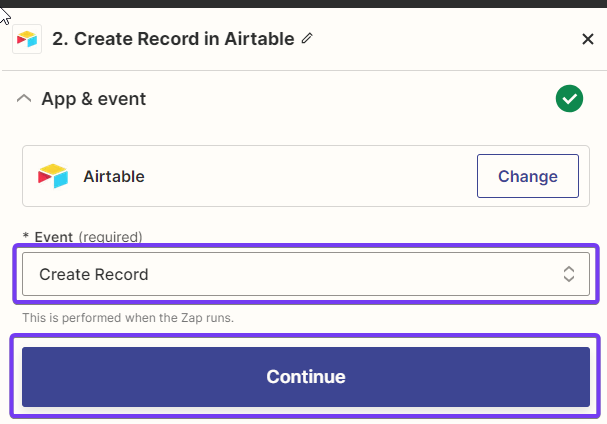 2. Create Record in Airtable
App & event
Airtable
Change
* Event (required)
Create Record
This is performed when the Zap runs.
Continue